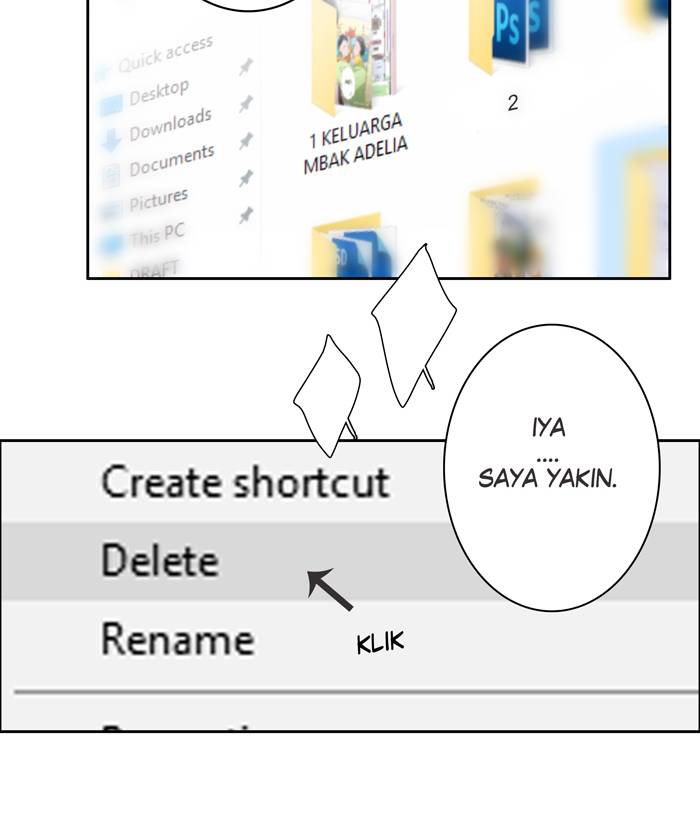 Quick access
Desktop
Downloads
Documents
Pictures
This PC
DRAFT
1 KELUARGA
MBAK ADELIA
Ps
2
IYA
....
SAYA YAKIN.
Create shortcut
Delete
Rename
KLIK